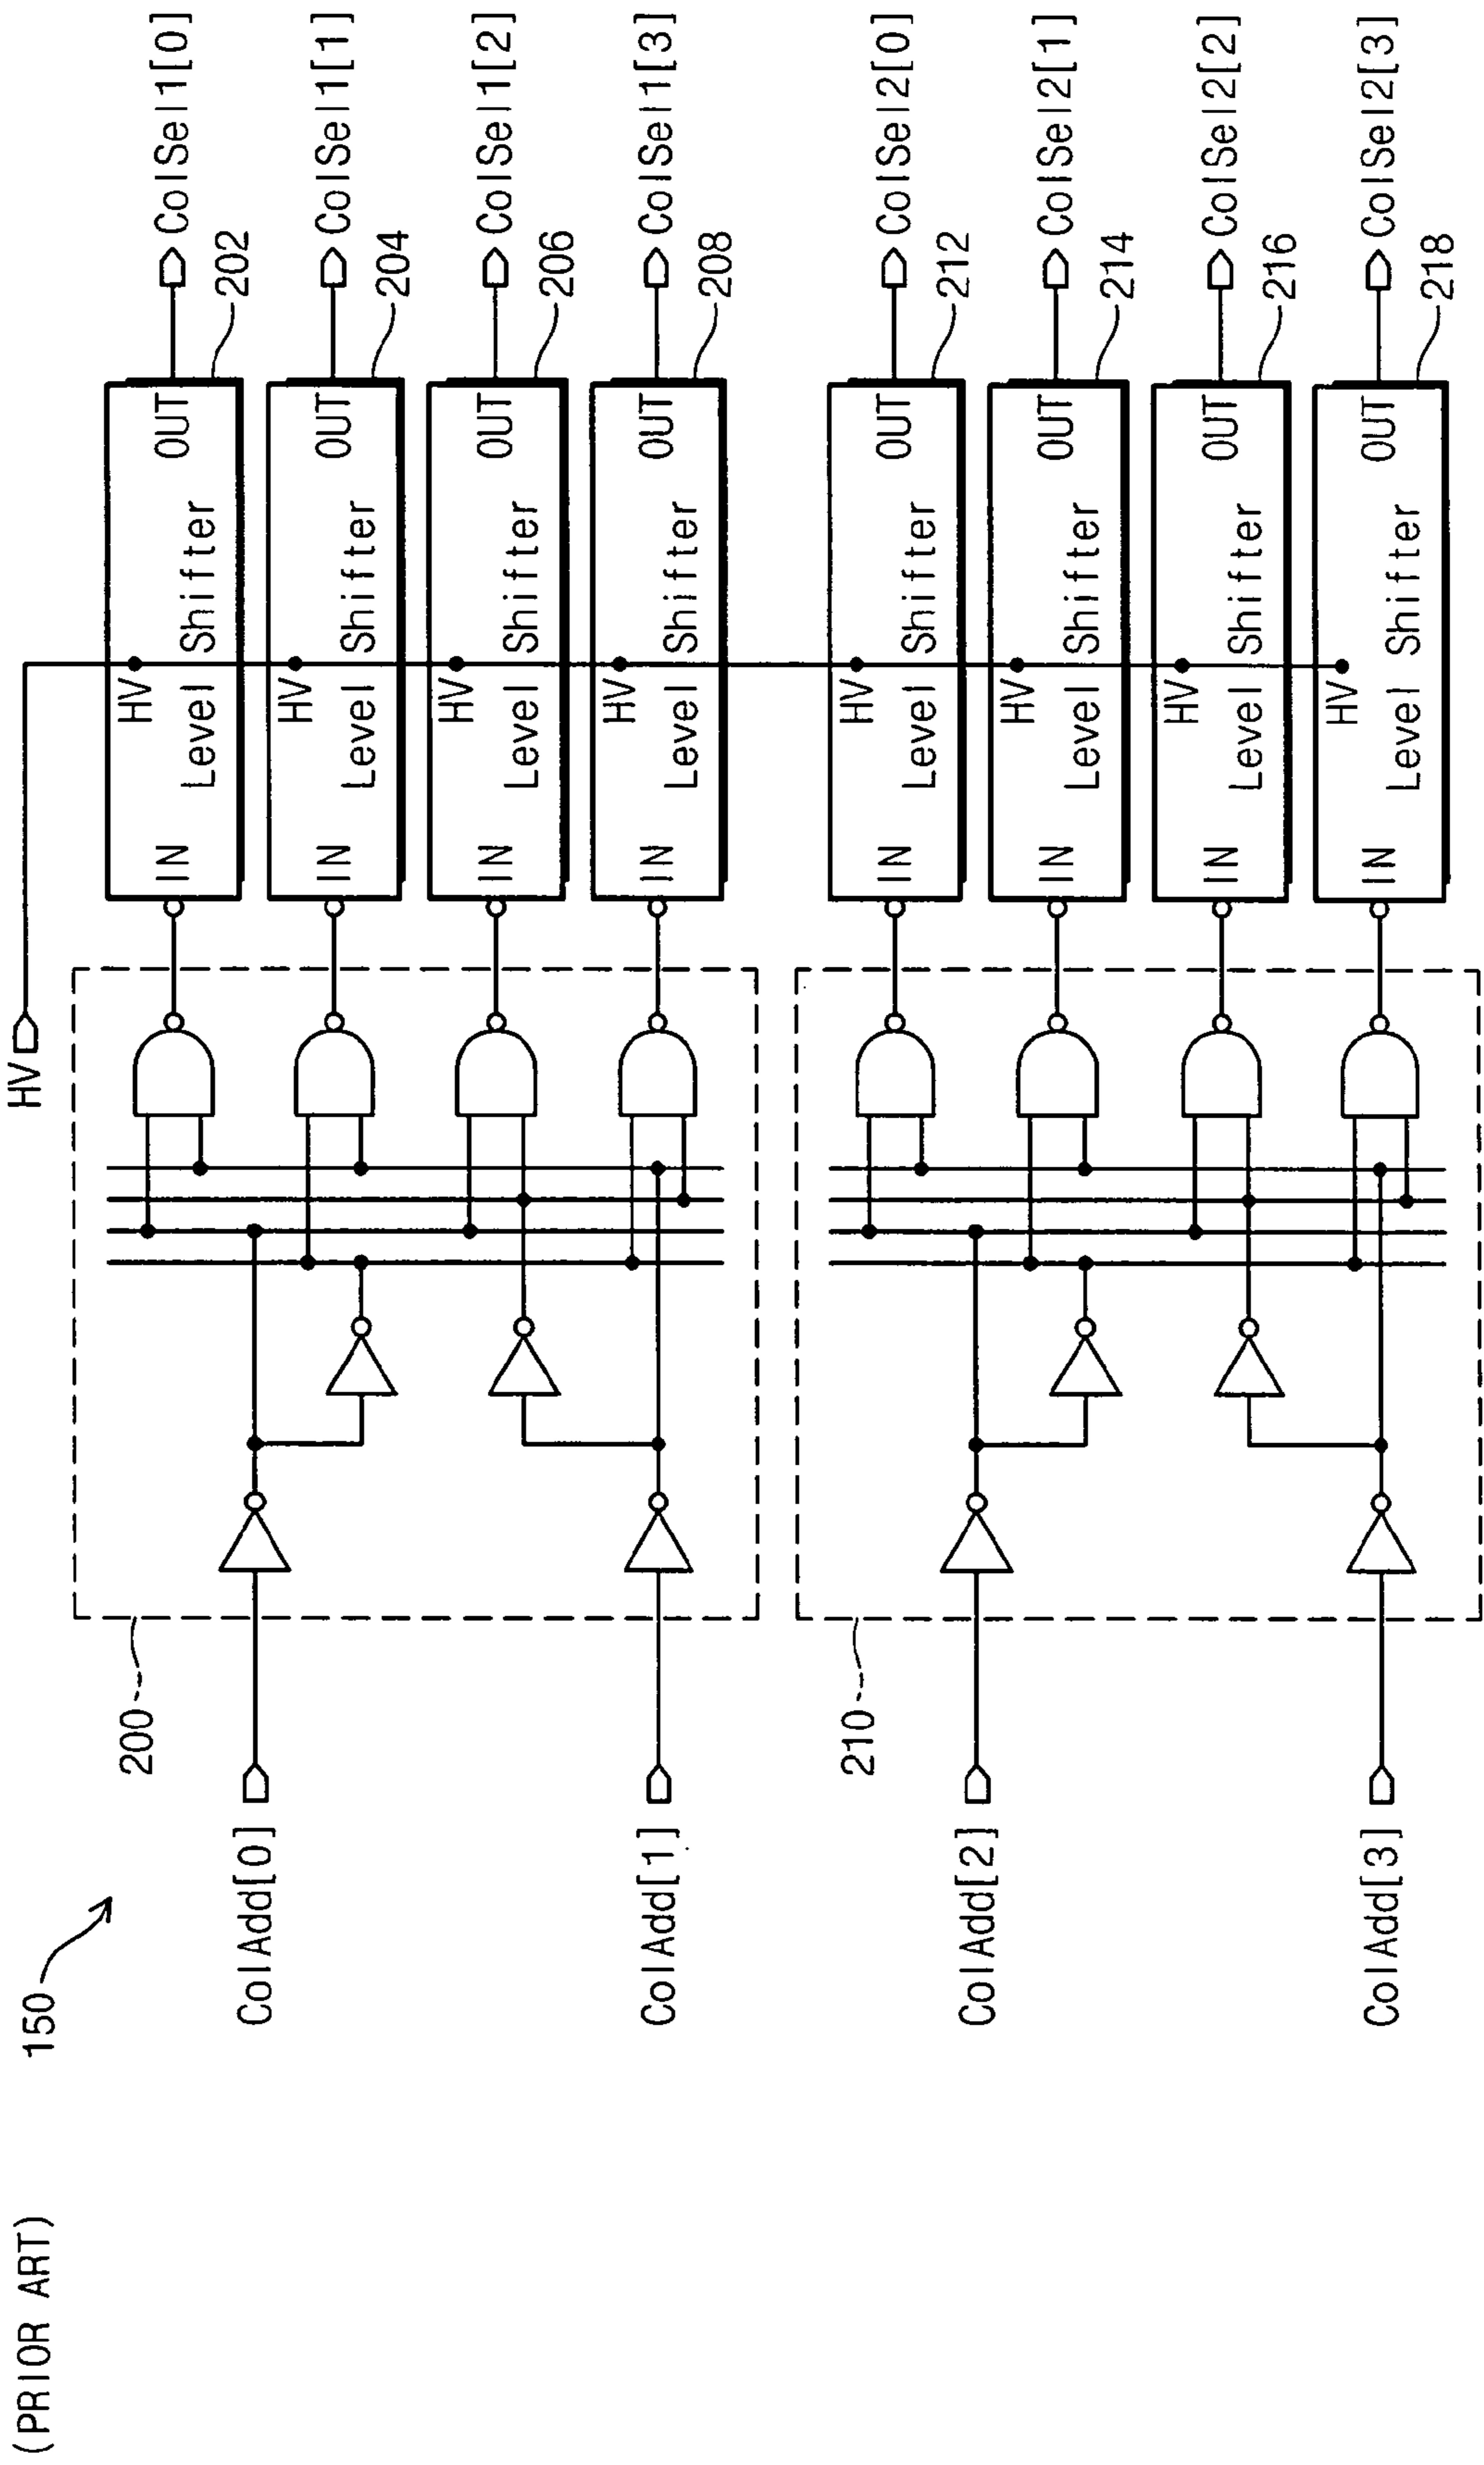 (PRIOR ART)
150
HV
200
ColAdd[0]
ColAdd[1]
IN HV Level Shifter OUT
202
ColSel1[0]
IN HV Level Shifter OUT
204
ColSel1[1]
IN HV Level Shifter OUT
206
ColSel1[2]
IN HV Level Shifter OUT
208
ColSel1[3]
210
ColAdd[2]
ColAdd[3]
IN HV Level Shifter OUT
212
ColSel2[0]
IN HV Level Shifter OUT
214
ColSel2[1]
IN HV Level Shifter OUT
216
ColSel2[2]
IN HV Level Shifter OUT
218
ColSel2[3]